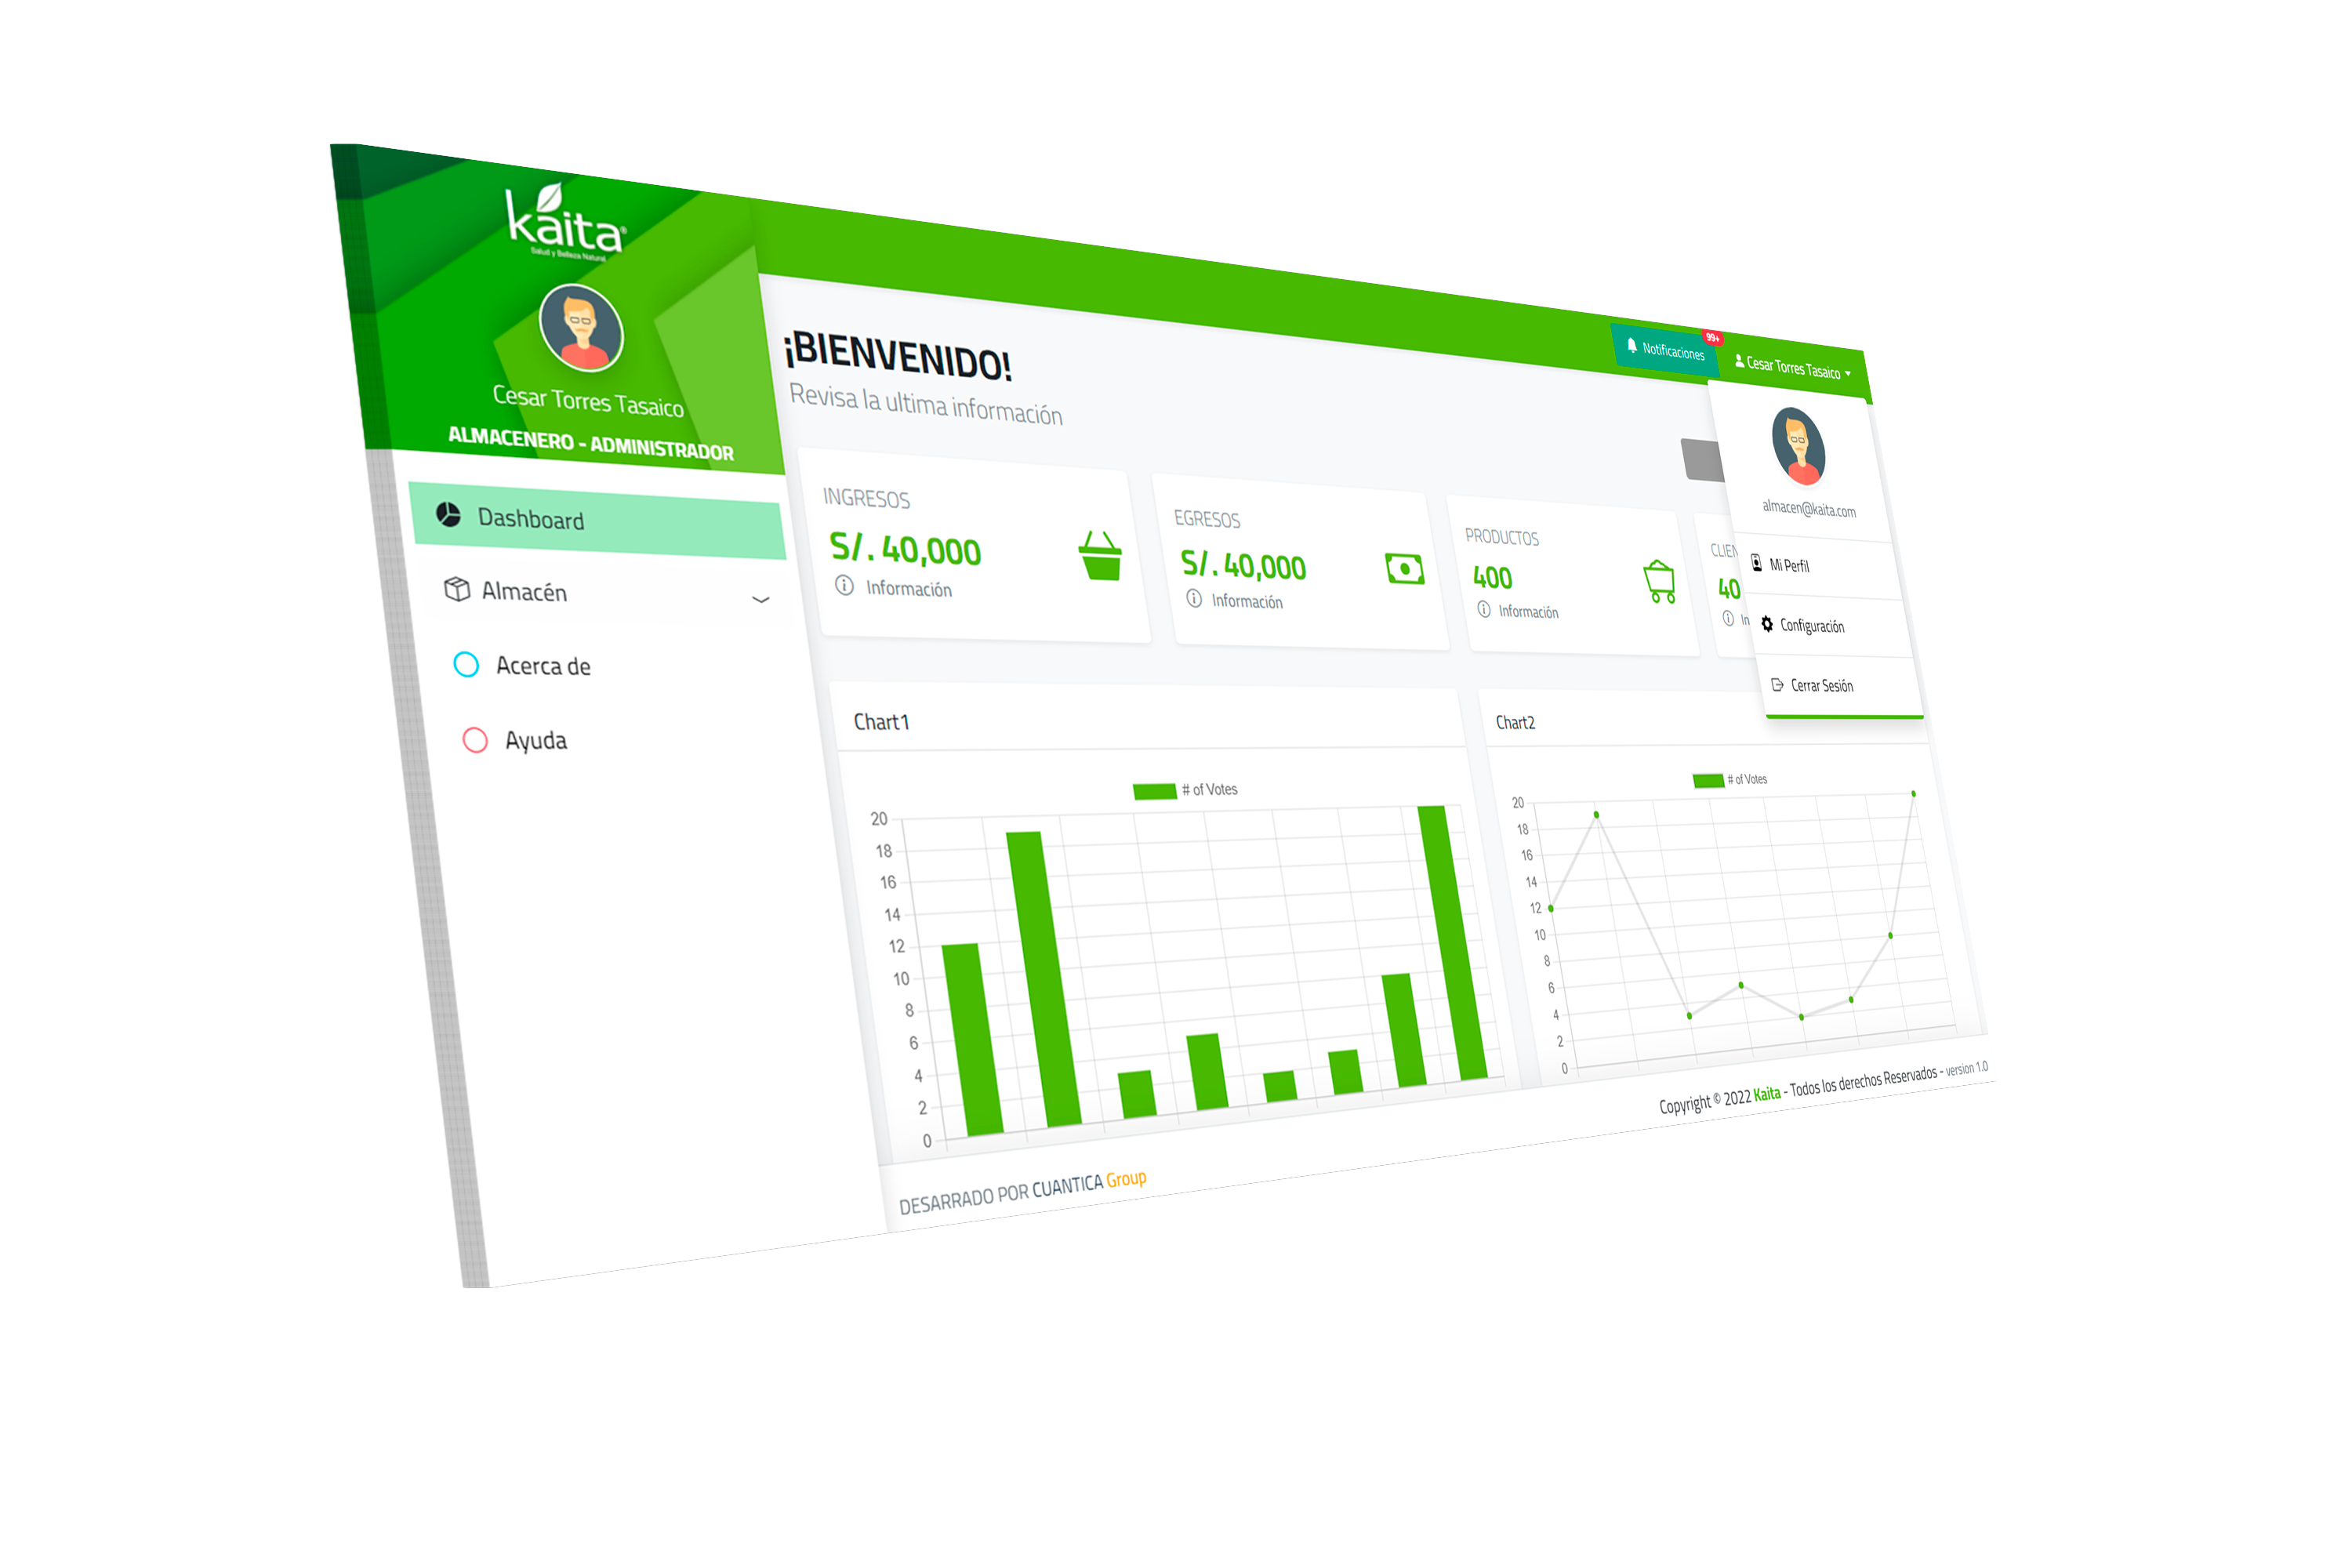 kaita®
Salud y Belleza Natural
Cesar Torres Tasaico
ALMACENERO - ADMINISTRADOR
Dashboard
Almacén
Acerca de
Ayuda
Notificaciones
99+
Cesar Torres Tasaico
almacen@kaita.com
Mi Perfil
Configuración
Cerrar Sesión
¡BIENVENIDO!
Revisa la ultima información
INGRESOS
S/. 40,000
Información
EGRESOS
S/. 40,000
Información
PRODUCTOS
400
Información
CLIEN
40
In
Chart1
# of Votes
20
18
16
14
12
10
8
6
4
2
0
Chart2
# of Votes
20
18
16
14
12
10
8
6
4
2
0
DESARRADO POR CUANTICA Group
Copyright © 2022 Kaita - Todos los derechos Reservados - version 1.0